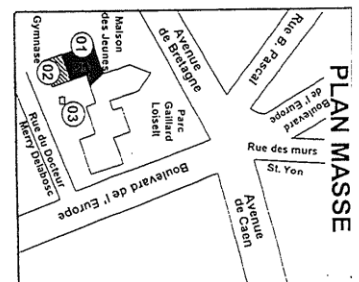 PLAN MASSE
Rue B. Pascal
Boulevard
de l'Europe
Rue des murs
St. Yon
Avenue
de Bretagne
Avenue
de Caen
Parc
Gaillard
Loiselt
Boulevard de l' Europe
Maison
des Jeunes
01
02
03
Gymnase
Rue du Docteur
Merry Delabosc